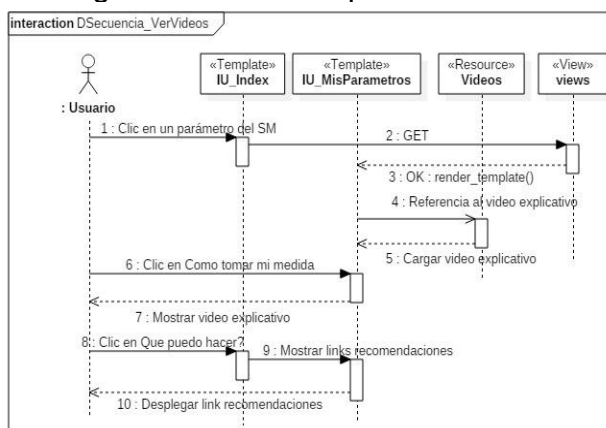 interaction DSecuencia_VerVideos
«Template»
IU_Index
«Template»
IU_MisParametros
«Resource»
Videos
«View»
views
: Usuario
1 : Clic en un parámetro del SM
2 : GET
3 : OK : render_template()
4 : Referencia al video explicativo
5 : Cargar video explicativo
6 : Clic en Como tomar mi medida
7 : Mostrar video explicativo
8 : Clic en Que puedo hacer?
9 : Mostrar links recomendaciones
10 : Desplegar link recomendaciones